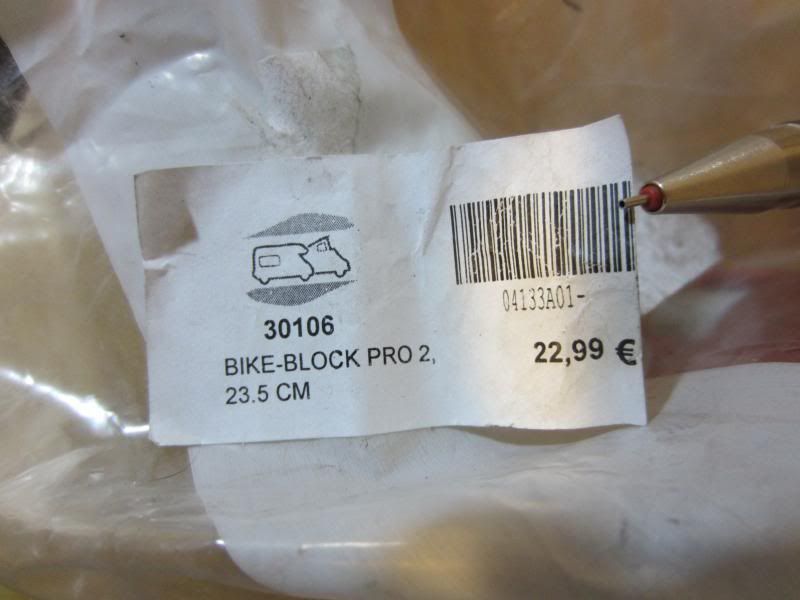 04133A01-
30106
22,99 €
BIKE-BLOCK PRO 2,
23.5 CM